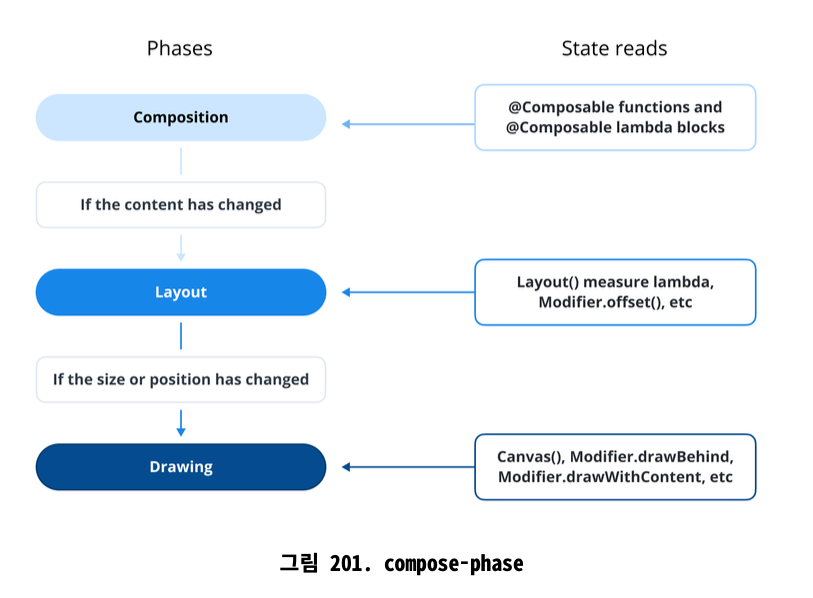 Phases
State reads
Composition
@Composable functions and
@Composable lambda blocks
If the content has changed
Layout
Layout() measure lambda,
Modifier.offset(), etc
If the size or position has changed
Drawing
Canvas(), Modifier.drawBehind,
Modifier.drawWithContent, etc
그림 201. compose-phase